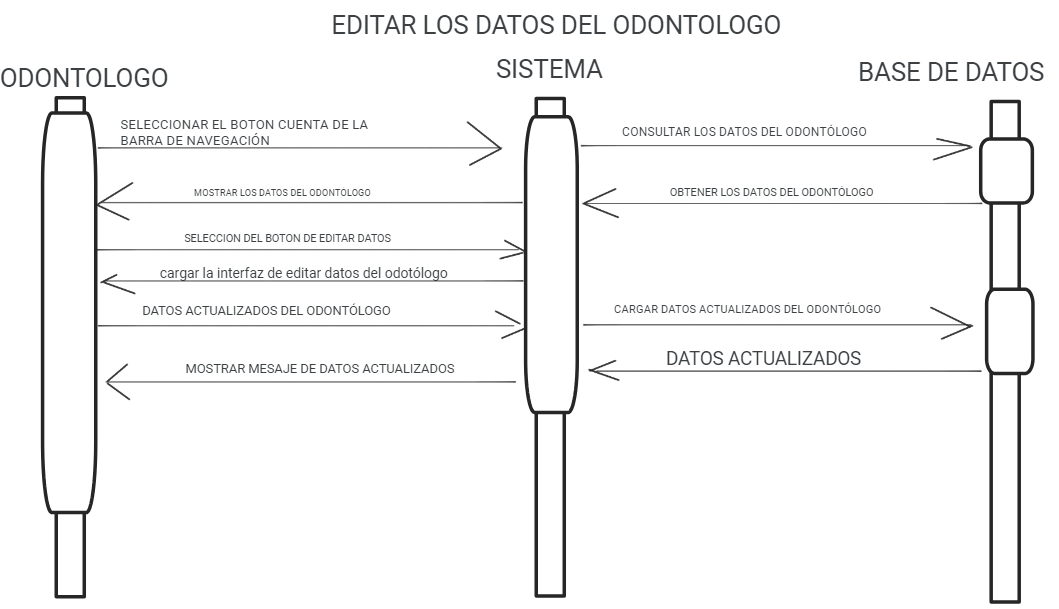 EDITAR LOS DATOS DEL ODONTOLOGO
ODONTOLOGO
SISTEMA
BASE DE DATOS
SELECCIONAR EL BOTON CUENTA DE LA
BARRA DE NAVEGACIÓN
CONSULTAR LOS DATOS DEL ODONTÓLOGO
MOSTRAR LOS DATOS DEL ODONTOLOGO
OBTENER LOS DATOS DEL ODONTÓLOGO
SELECCION DEL BOTON DE EDITAR DATOS
cargar la interfaz de editar datos del odotólogo
DATOS ACTUALIZADOS DEL ODONTÓLOGO
CARGAR DATOS ACTUALIZADOS DEL ODONTÓLOGO
DATOS ACTUALIZADOS
MOSTRAR MESAJE DE DATOS ACTUALIZADOS